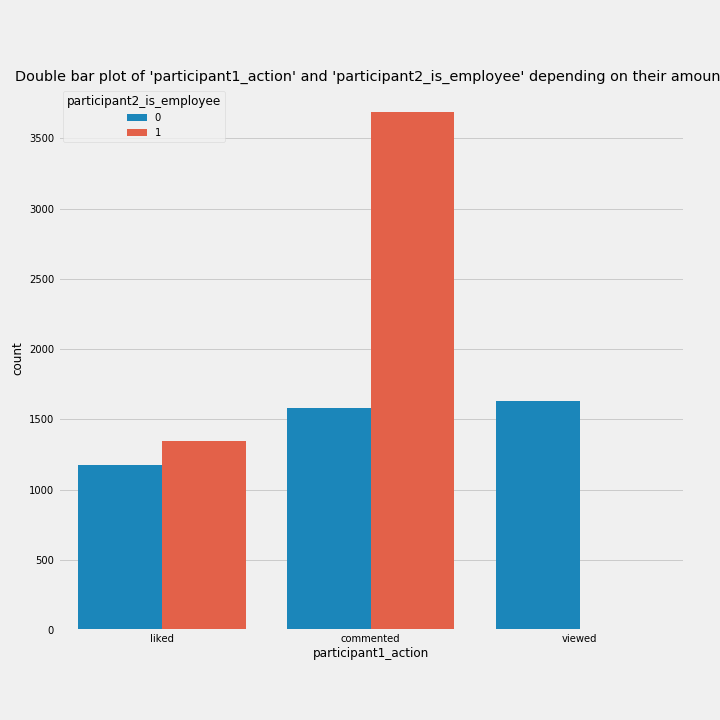 Double bar plot of 'participant1_action' and 'participant2_is_employee' depending on their amoun
participant2_is_employee
0
1
3500
3000
2500
2000
1500
1000
500
0
count
liked
commented
viewed
participant1_action